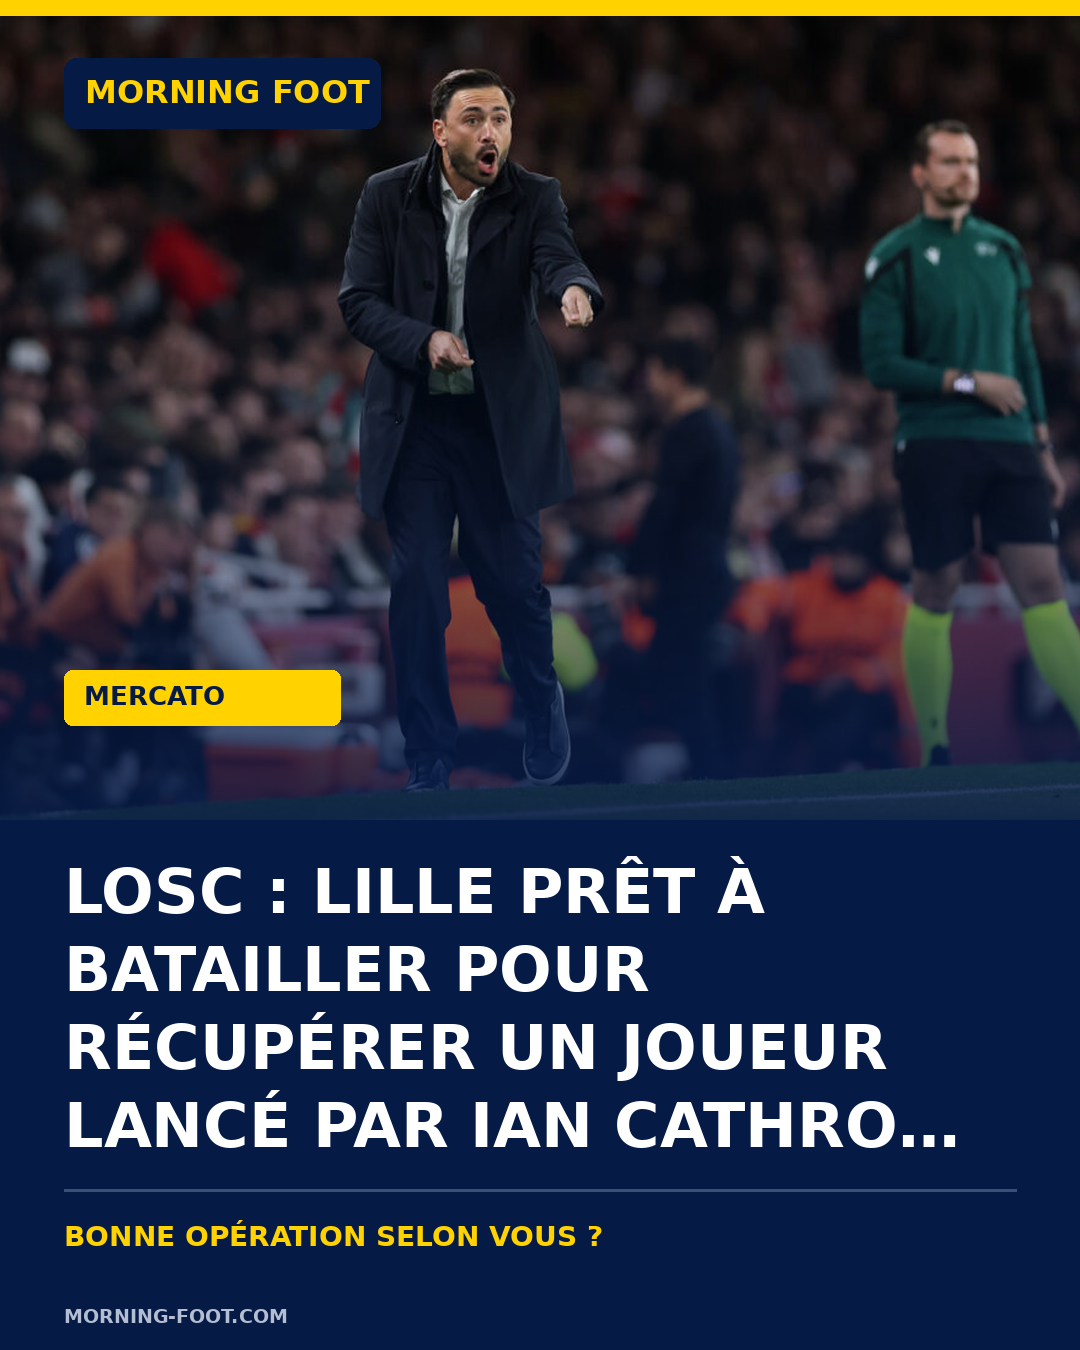 MORNING FOOT
MERCATO
LOSC : LILLE PRÊT À
BATAILLER POUR
RÉCUPÉRER UN JOUEUR
LANCÉ PAR IAN CATHRO…
BONNE OPÉRATION SELON VOUS ?
MORNING-FOOT.COM